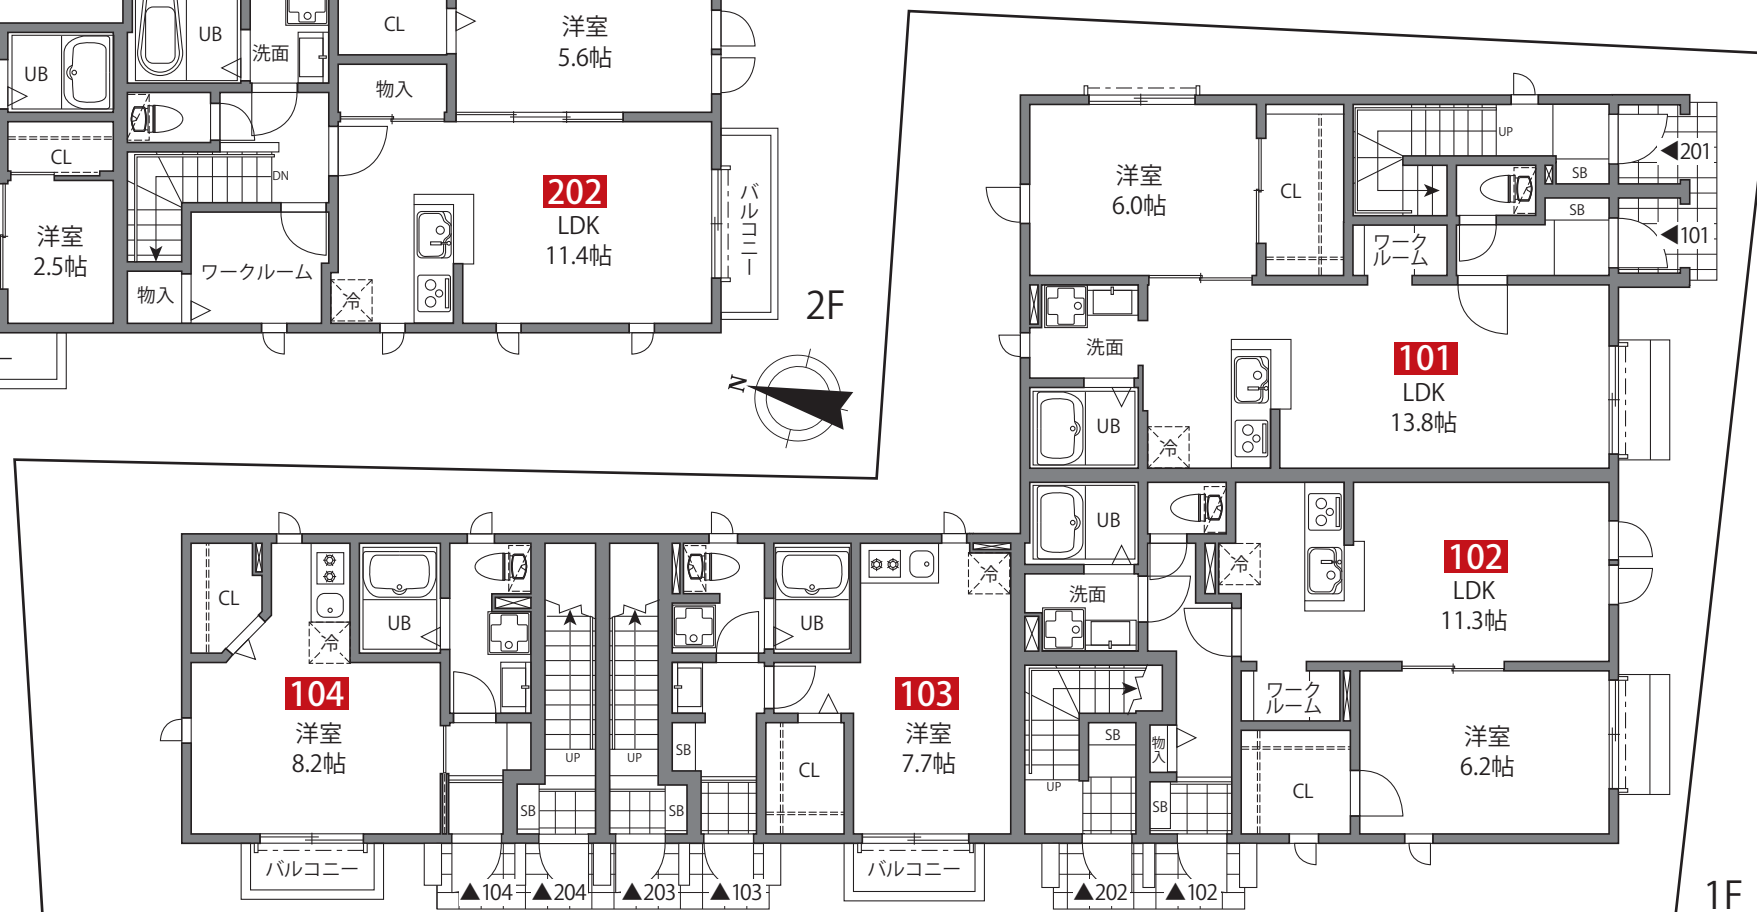 UB
洗面
CL
洋室
5.6帖
UB
物入
CL
洋室
2.5帖
DN
ワークルーム
物入
202
LDK
11.4帖
冷
バルコニー
2F
N
洋室
6.0帖
CL
UP
SB
▲201
SB
▲101
ワーク
ルーム
洗面
UB
冷
101
LDK
13.8帖
UB
洗面
冷
102
LDK
11.3帖
ワーク
ルーム
洋室
6.2帖
CL
物入
SB
SB
UP
▲202
▲102
CL
冷
UB
104
洋室
8.2帖
バルコニー
UP
UP
SB
SB
SB
▲104
▲204
▲203
▲103
UB
冷
103
洋室
7.7帖
CL
バルコニー
1F